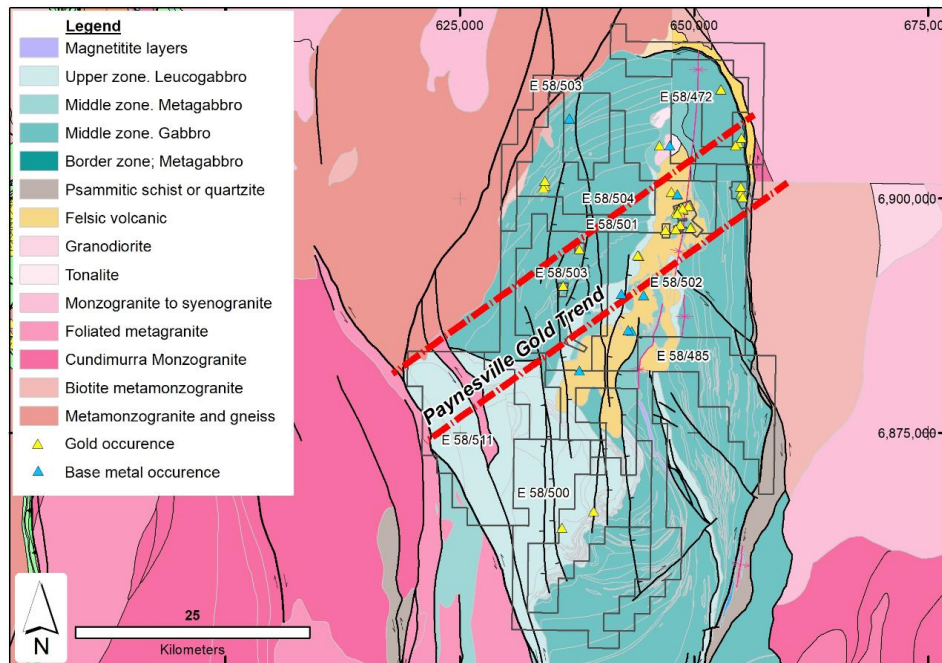 Legend
Magnetitite layers
Upper zone. Leucogabbro
Middle zone. Metagabbro
Middle zone. Gabbro
Border zone; Metagabbro
Psammitic schist or quartzite
Felsic volcanic
Granodiorite
Tonalite
Monzogranite to syenogranite
Foliated metagranite
Cundimurra Monzogranite
Biotite metamonzogranite
Metamonzogranite and gneiss
Gold occurence
Base metal occurence
625,000
650,000
675,00
E 58/503
E 58/472
6,900,000
E 58/504
E 58/501
E 58/503
E 58/502
Paynesville Gold Trend
E 58/485
6,875,000
E 58/511
E 58/500
N
25
Kilometers